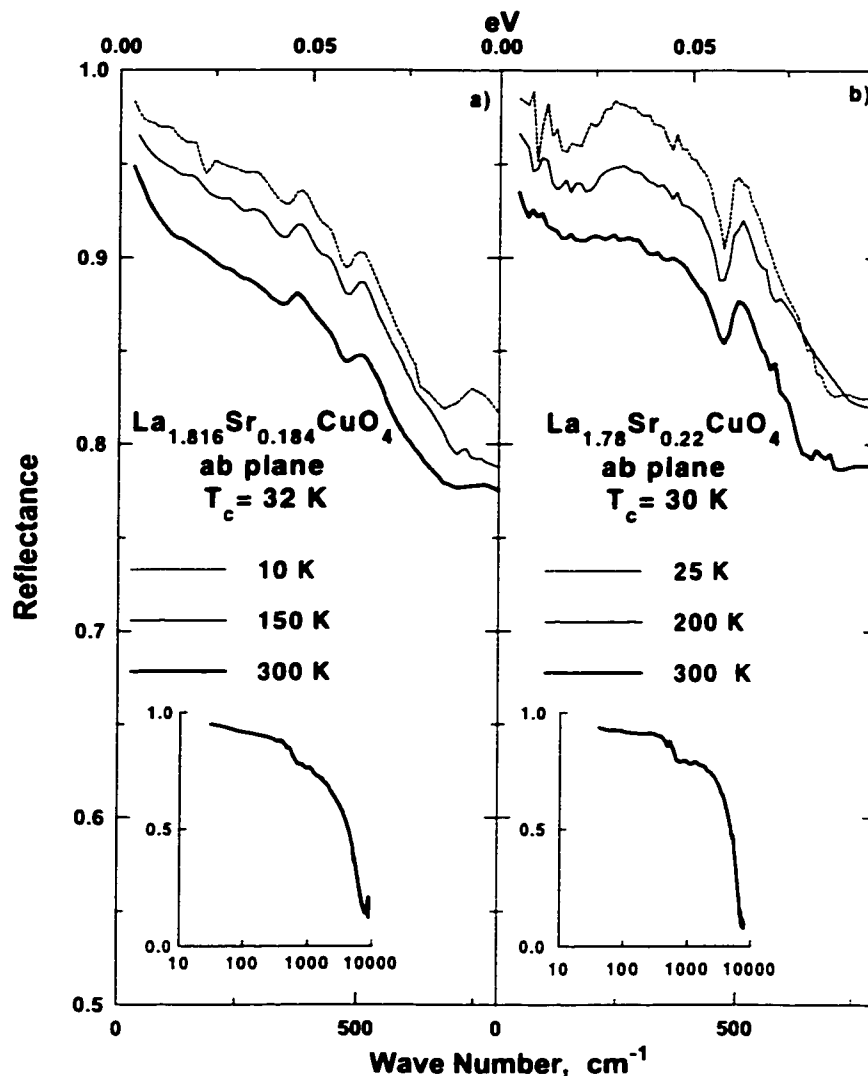 eV
0.00 0.05 0.00 0.05
1.0 a) b)
0.9
0.8
La1.816Sr0.184CuO4 La1.78Sr0.22CuO4
ab plane ab plane
Tc= 32 K Tc= 30 K
Reflectance
10 K 25 K
0.7
150 K 200 K
300 K 300 K
1.0 1.0
0.6
0.5 0.5
0.0 0.0
10 100 1000 10000 10 100 1000 10000
0.5
0 500 0 500
Wave Number, cm-1